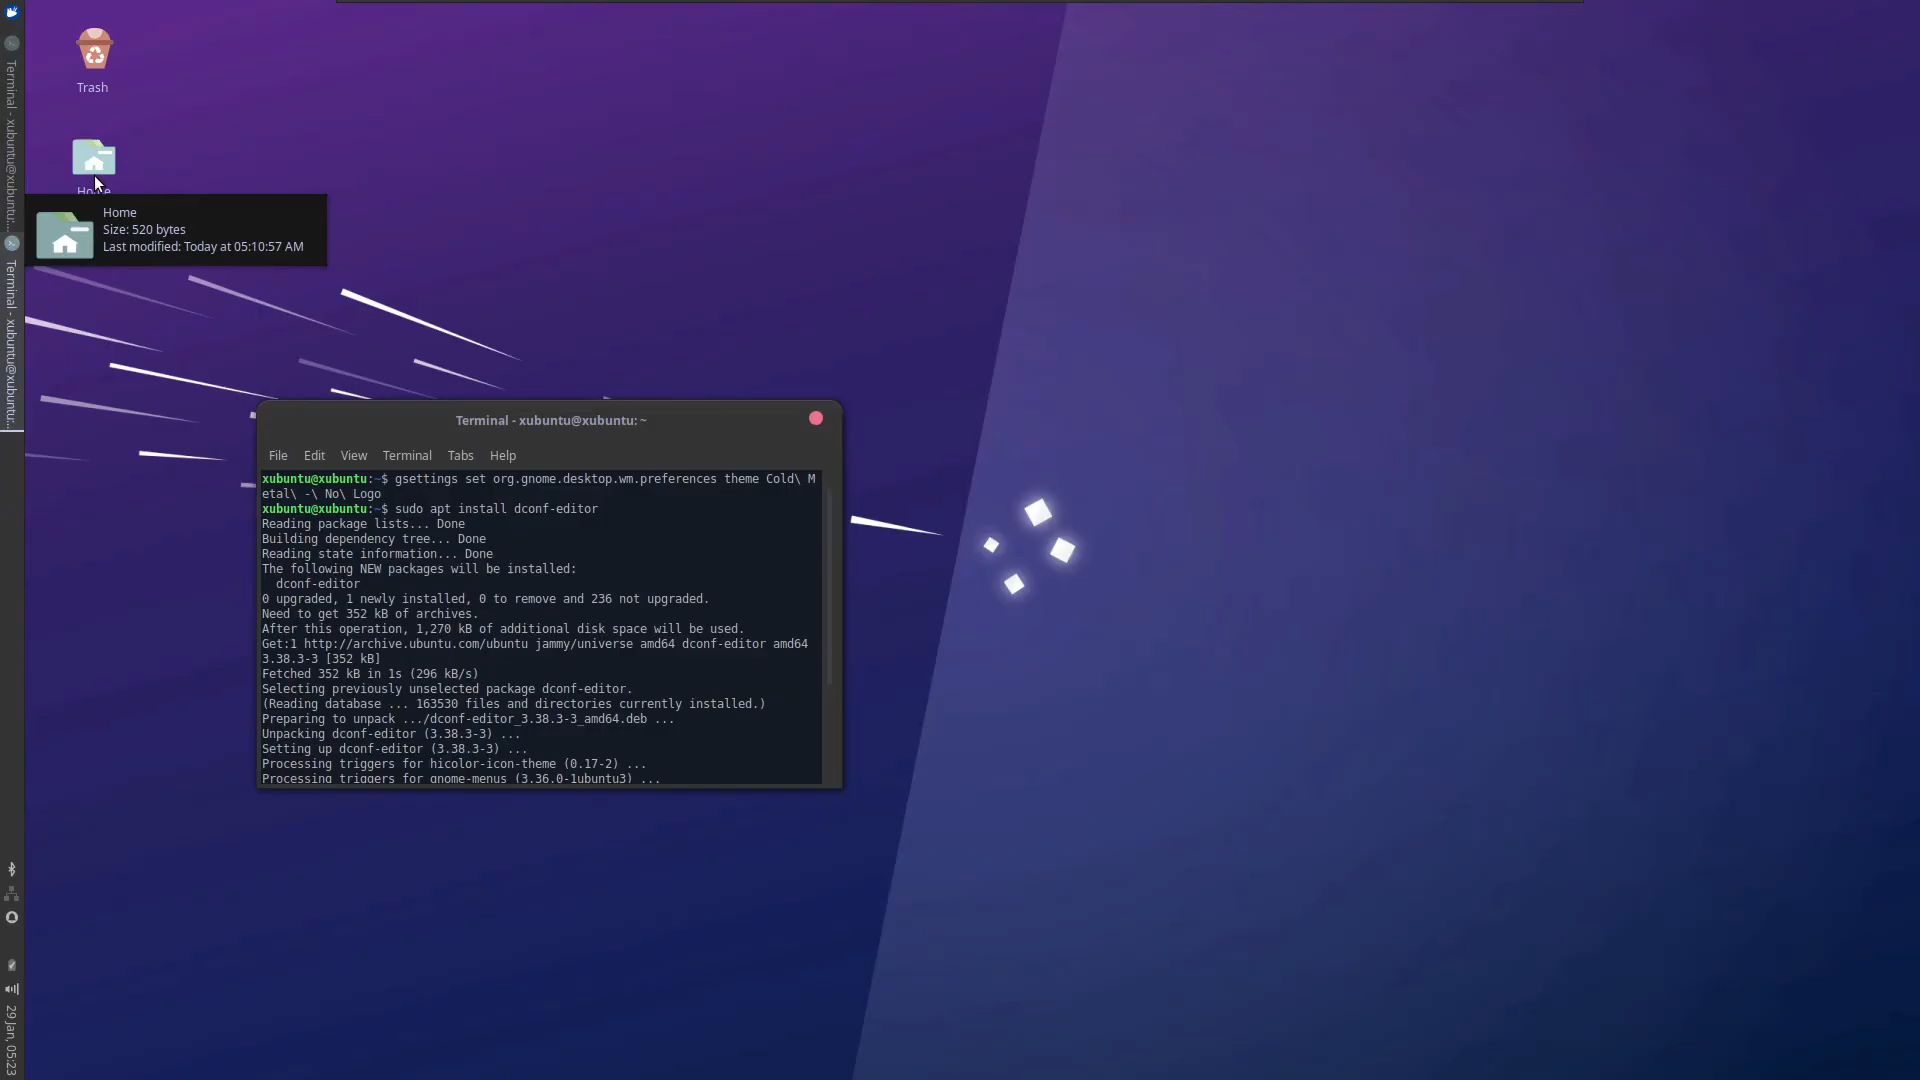 Trash
Home
Home
Size: 520 bytes
Last modified: Today at 05:10:57 AM
Terminal - xubuntu@xubuntu:...
Terminal - xubuntu@xubuntu:...
29 Jan, 05:23
Terminal - xubuntu@xubuntu: ~
File Edit View Terminal Tabs Help
xubuntu@xubuntu:~$ gsettings set org.gnome.desktop.wm.preferences theme Cold\ M
etal\ -\ No\ Logo
xubuntu@xubuntu:~$ sudo apt install dconf-editor
Reading package lists... Done
Building dependency tree... Done
Reading state information... Done
The following NEW packages will be installed:
  dconf-editor
0 upgraded, 1 newly installed, 0 to remove and 236 not upgraded.
Need to get 352 kB of archives.
After this operation, 1,270 kB of additional disk space will be used.
Get:1 http://archive.ubuntu.com/ubuntu jammy/universe amd64 dconf-editor amd64
3.38.3-3 [352 kB]
Fetched 352 kB in 1s (296 kB/s)
Selecting previously unselected package dconf-editor.
(Reading database ... 163530 files and directories currently installed.)
Preparing to unpack .../dconf-editor_3.38.3-3_amd64.deb ...
Unpacking dconf-editor (3.38.3-3) ...
Setting up dconf-editor (3.38.3-3) ...
Processing triggers for hicolor-icon-theme (0.17-2) ...
Processing triggers for gnome-menus (3.36.0-1ubuntu3) ...